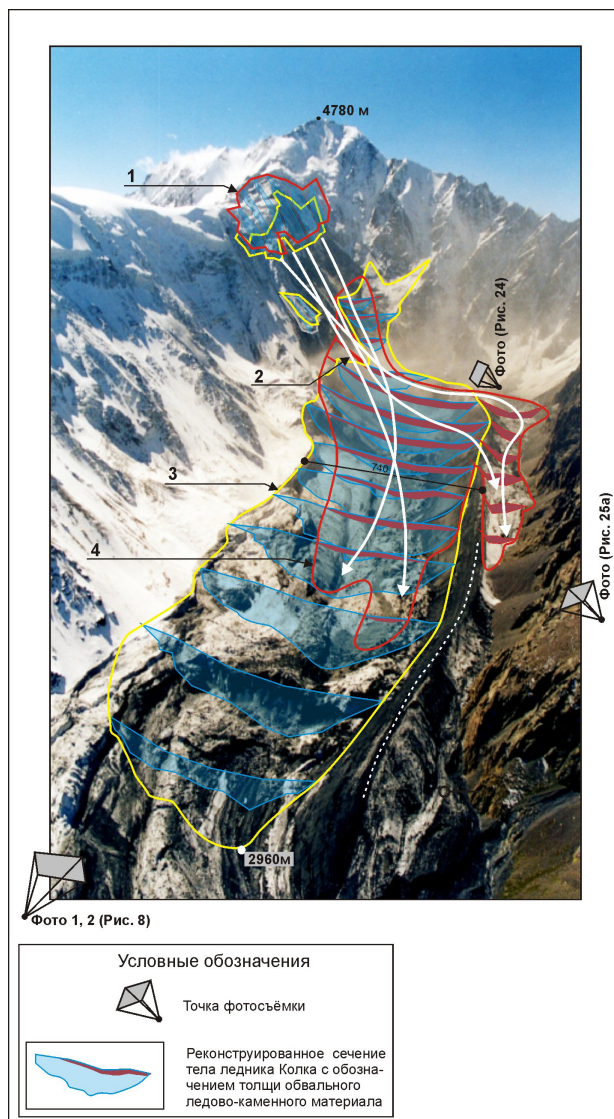 4780 м
1
Фото (Рис. 24)
2
740
3
Фото (Рис. 25а)
4
2960м
Фото 1, 2 (Рис. 8)
Условные обозначения
Точка фотосъёмки
Реконструированное сечение
тела ледника Колка с обозна-
чением толщи обвального
ледово-каменного материала